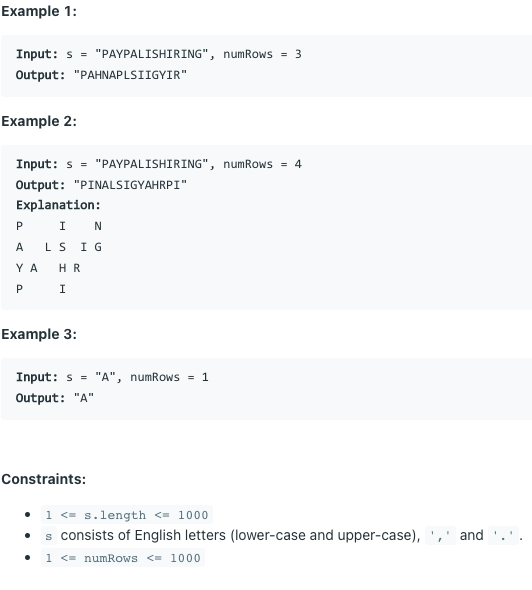 Example 1:
Input: s = "PAYPALISHIRING", numRows = 3
Output: "PAHNAPLSIIGYIR"
Example 2:
Input: s = "PAYPALISHIRING", numRows = 4
Output: "PINALSIGYAHRPI"
Explanation:
P     I    N
A   L S  I G
Y A   H R
P     I
Example 3:
Input: s = "A", numRows = 1
Output: "A"
Constraints:
• 1 <= s.length <= 1000
• s consists of English letters (lower-case and upper-case), ',' and '.'.
• 1 <= numRows <= 1000